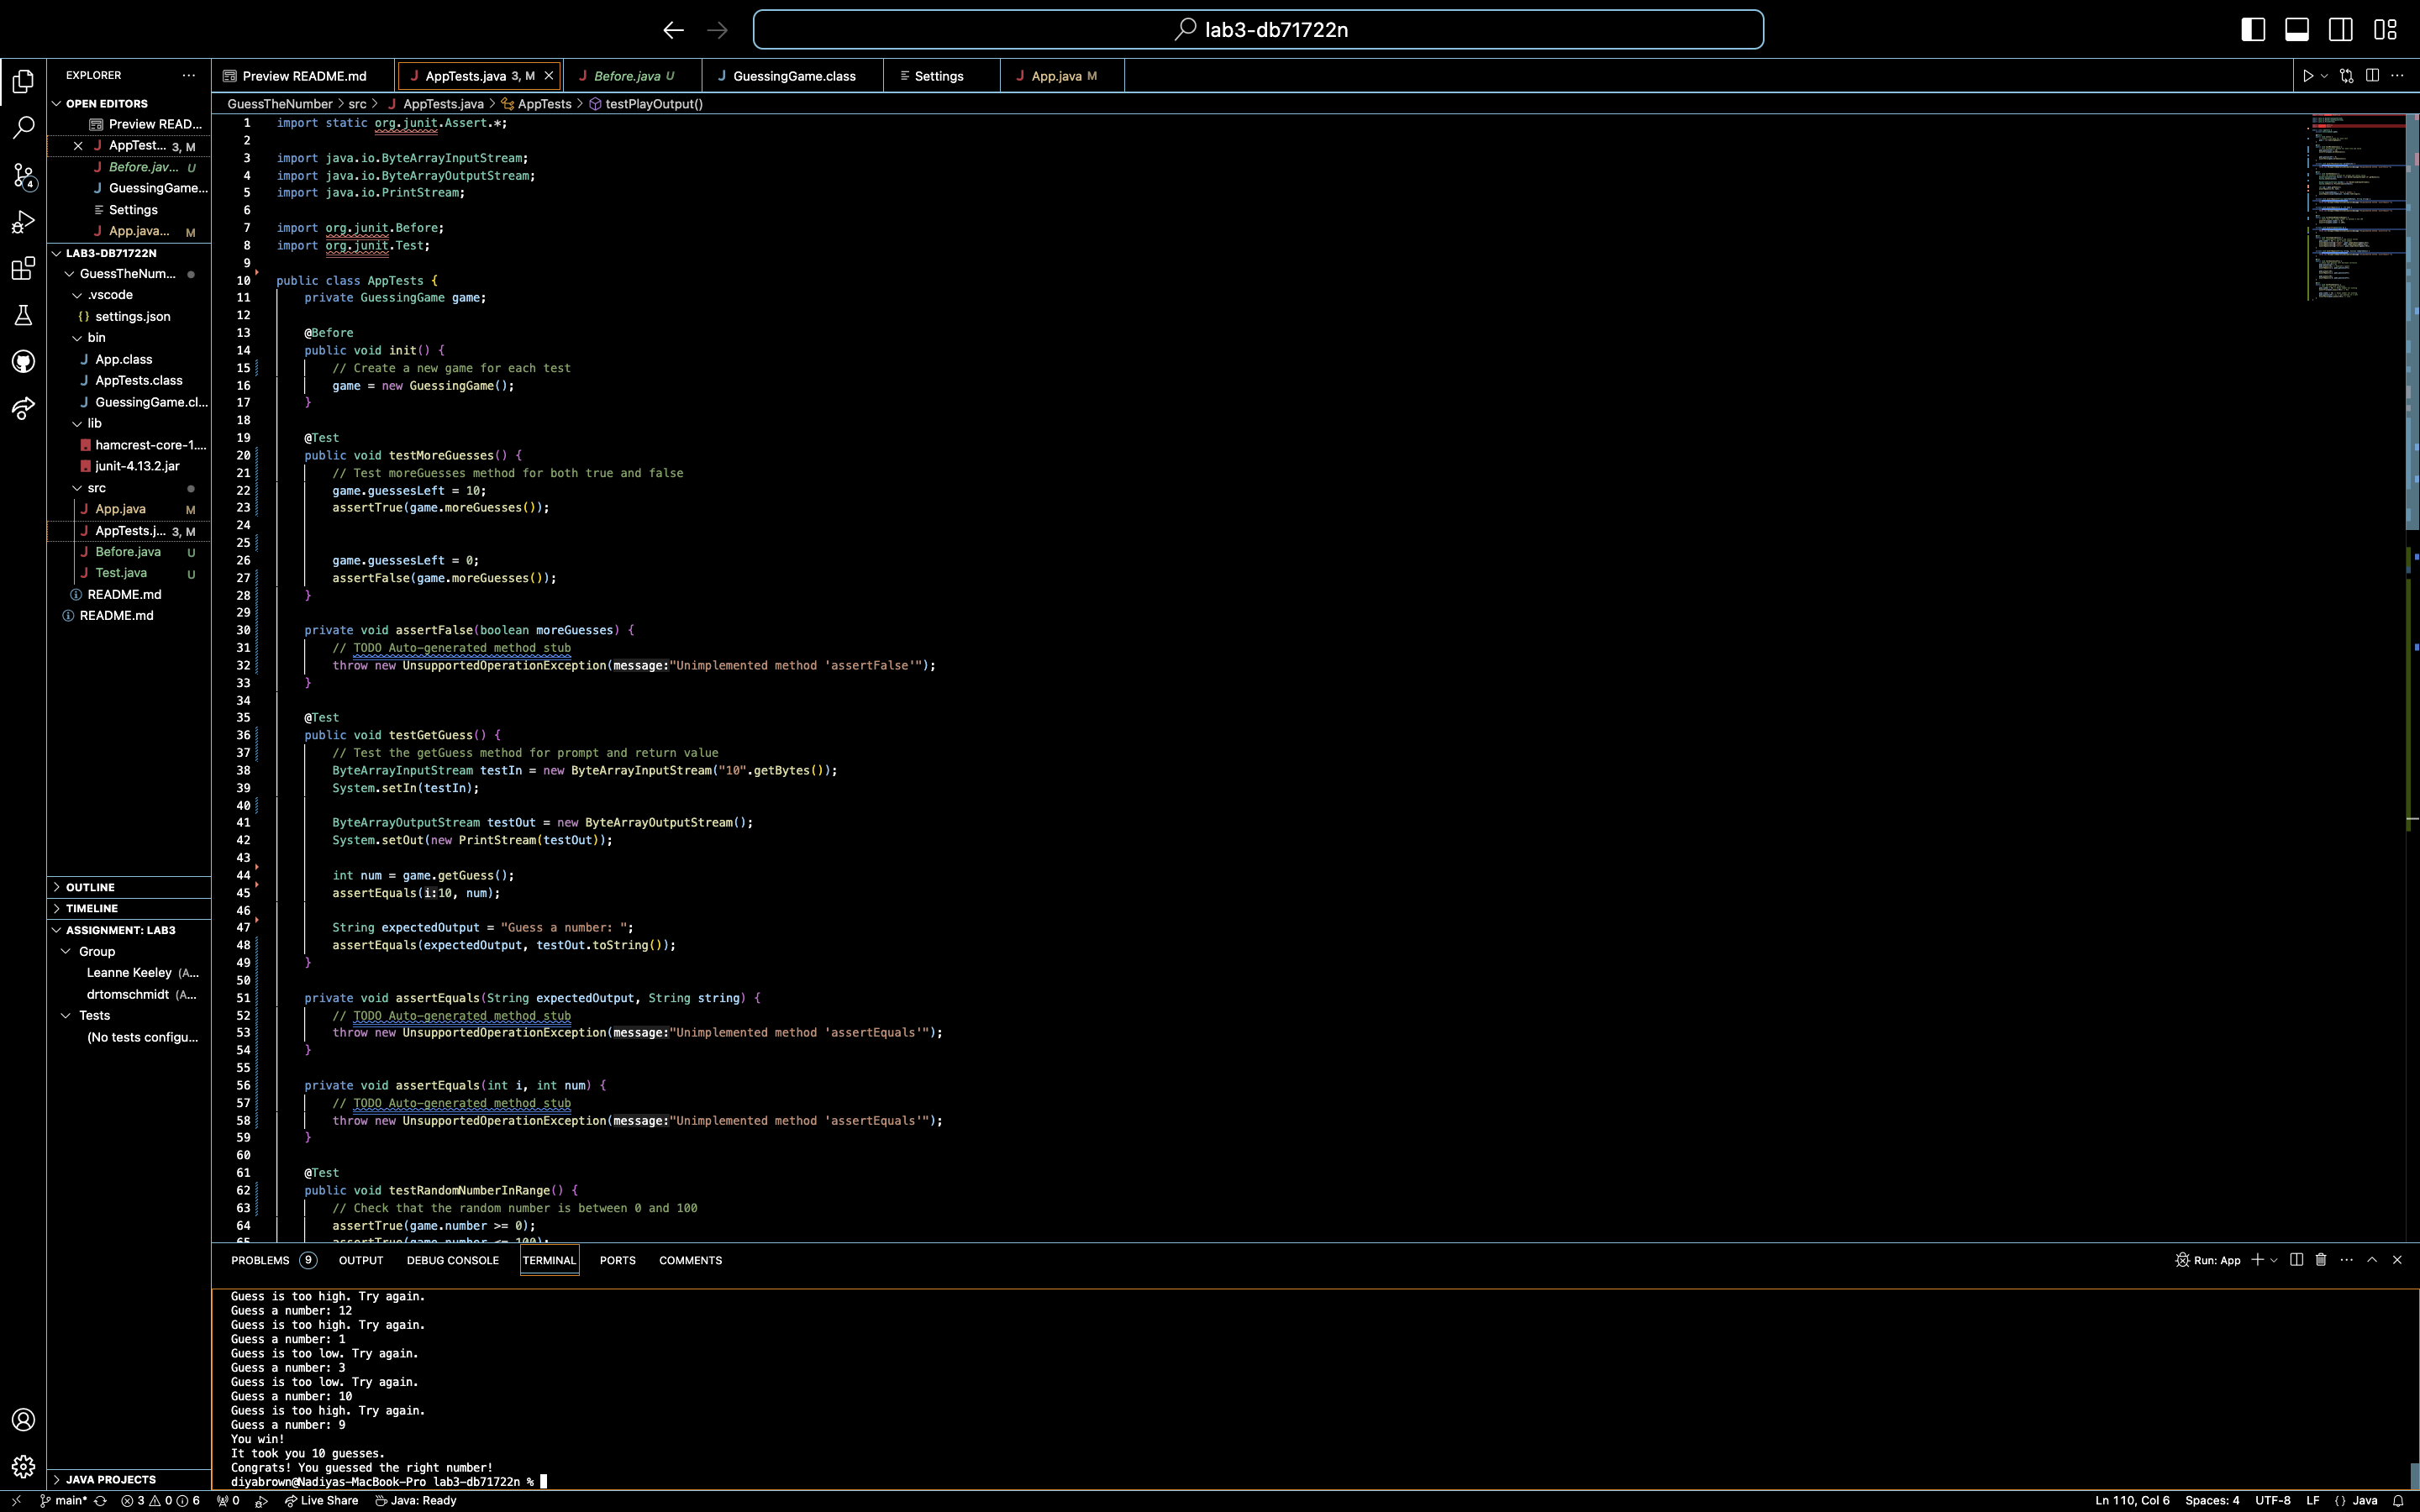 lab3-db71722n
EXPLORER
OPEN EDITORS
Preview READ...
AppTest... 3, M
Before.jav... U
GuessingGame...
Settings
App.java... M
LAB3-DB71722N
GuessTheNum...
.vscode
{} settings.json
bin
App.class
AppTests.class
GuessingGame.cl...
lib
hamcrest-core-1....
junit-4.13.2.jar
src
App.java M
AppTests.j... 3, M
Before.java U
Test.java U
README.md
README.md
OUTLINE
TIMELINE
ASSIGNMENT: LAB3
Group
Leanne Keeley (A...
drtomschmidt (A...
Tests
(No tests configu...
JAVA PROJECTS
4
Preview README.md
AppTests.java 3, M
Before.java U
GuessingGame.class
Settings
App.java M
GuessTheNumber > src > AppTests.java > AppTests > testPlayOutput()
1 import static org.junit.Assert.*;
2
3 import java.io.ByteArrayInputStream;
4 import java.io.ByteArrayOutputStream;
5 import java.io.PrintStream;
6
7 import org.junit.Before;
8 import org.junit.Test;
9
10 public class AppTests {
11 private GuessingGame game;
12
13 @Before
14 public void init() {
15 // Create a new game for each test
16 game = new GuessingGame();
17 }
18
19 @Test
20 public void testMoreGuesses() {
21 // Test moreGuesses method for both true and false
22 game.guessesLeft = 10;
23 assertTrue(game.moreGuesses());
24
25
26 game.guessesLeft = 0;
27 assertFalse(game.moreGuesses());
28 }
29
30 private void assertFalse(boolean moreGuesses) {
31 // TODO Auto-generated method stub
32 throw new UnsupportedOperationException(message:"Unimplemented method 'assertFalse'");
33 }
34
35 @Test
36 public void testGetGuess() {
37 // Test the getGuess method for prompt and return value
38 ByteArrayInputStream testIn = new ByteArrayInputStream("10".getBytes());
39 System.setIn(testIn);
40
41 ByteArrayOutputStream testOut = new ByteArrayOutputStream();
42 System.setOut(new PrintStream(testOut));
43
44 int num = game.getGuess();
45 assertEquals(i:10, num);
46
47 String expectedOutput = "Guess a number: ";
48 assertEquals(expectedOutput, testOut.toString());
49 }
50
51 private void assertEquals(String expectedOutput, String string) {
52 // TODO Auto-generated method stub
53 throw new UnsupportedOperationException(message:"Unimplemented method 'assertEquals'");
54 }
55
56 private void assertEquals(int i, int num) {
57 // TODO Auto-generated method stub
58 throw new UnsupportedOperationException(message:"Unimplemented method 'assertEquals'");
59 }
60
61 @Test
62 public void testRandomNumberInRange() {
63 // Check that the random number is between 0 and 100
64 assertTrue(game.number >= 0);
65 assertTrue(game.number <= 100);
PROBLEMS 9 OUTPUT DEBUG CONSOLE TERMINAL PORTS COMMENTS
Run: App
Guess is too high. Try again.
Guess a number: 12
Guess is too high. Try again.
Guess a number: 1
Guess is too low. Try again.
Guess a number: 3
Guess is too low. Try again.
Guess a number: 10
Guess is too high. Try again.
Guess a number: 9
You win!
It took you 10 guesses.
Congrats! You guessed the right number!
diyabrown@Nadiyas-MacBook-Pro lab3-db71722n %
main* 3 0 6 0 Live Share Java: Ready
Ln 110, Col 6 Spaces: 4 UTF-8 LF {} Java